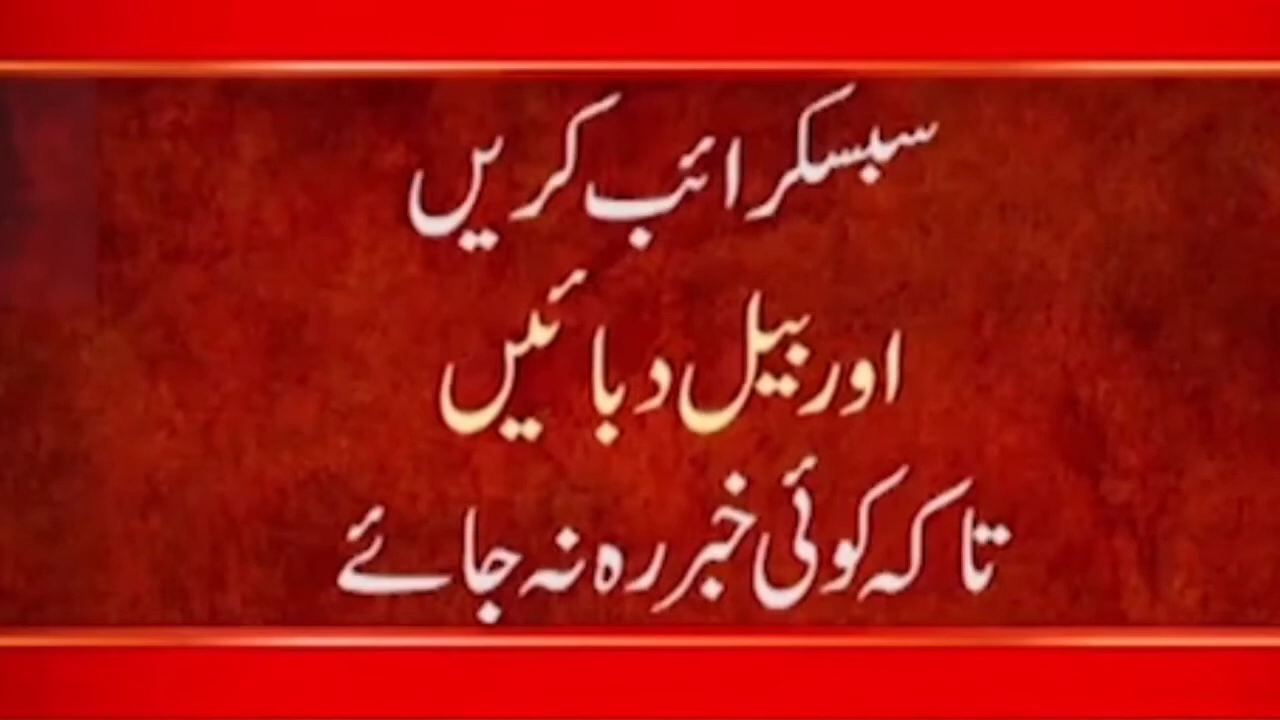 سبسکرائب کریں
اور بیل دبائیں
تاکہ کوئی خبر رہ نہ جائے